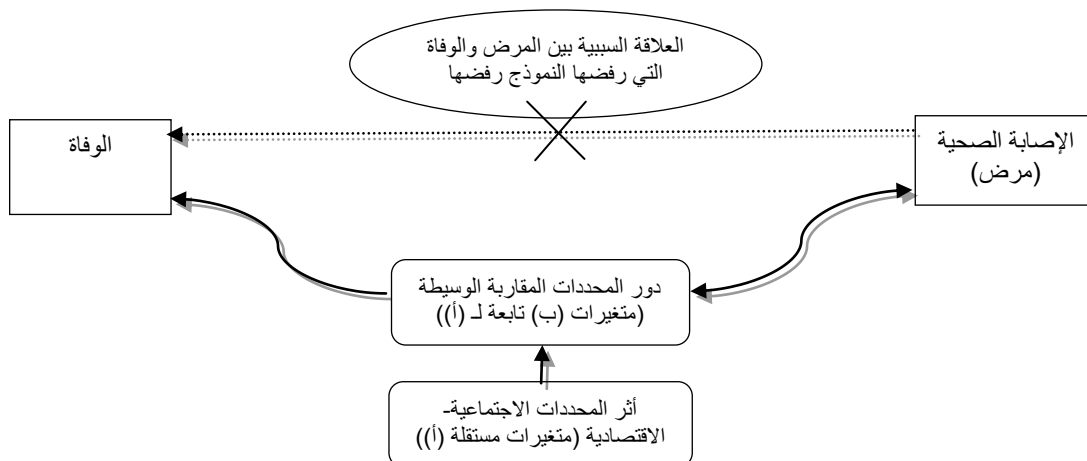 العلاقة السببية بين المرض والوفاة
التي رفضها النموذج رفضها
الإصابة الصحية
(مرض)
الوفاة
دور المحددات المقاربة الوسيطة
(متغيرات (ب) تابعة لـ (أ))
أثر المحددات الاجتماعية-
الاقتصادية (متغيرات مستقلة (أ))